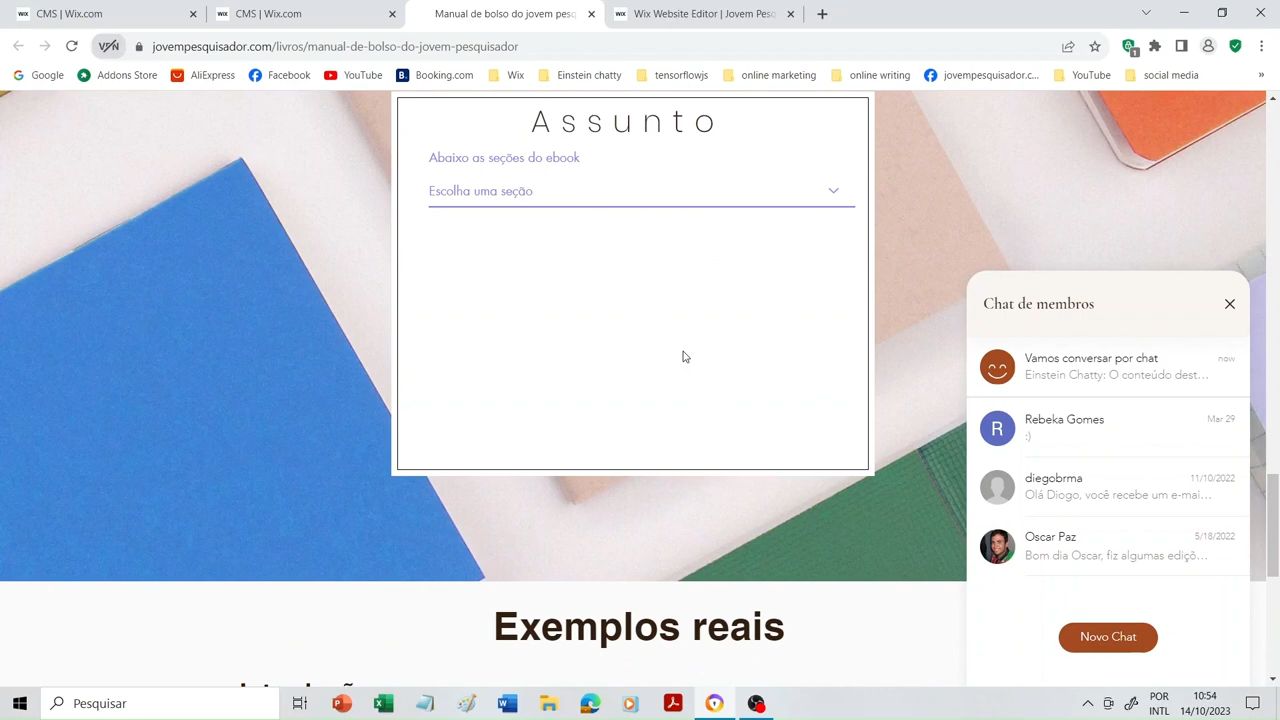 CMS | Wix.com
CMS | Wix.com
Manual de bolso do jovem pesq
Wix Website Editor | Jovem Pesq
jovempesquisador.com/livros/manual-de-bolso-do-jovem-pesquisador
Google
Addons Store
AliExpress
Facebook
YouTube
Booking.com
Wix
Einstein chatty
tensorflowjs
online marketing
online writing
jovempesquisador.c...
YouTube
social media
Assunto
Abaixo as seções do ebook
Escolha uma seção
Chat de membros
Vamos conversar por chat
now
Einstein Chatty: O conteúdo dest...
Rebeka Gomes
Mar 29
:)
diegobrma
11/10/2022
Olá Diogo, você recebe um e-mai...
Oscar Paz
5/18/2022
Bom dia Oscar, fiz algumas ediçõ...
Novo Chat
Exemplos reais
Pesquisar
POR
INTL
10:54
14/10/2023